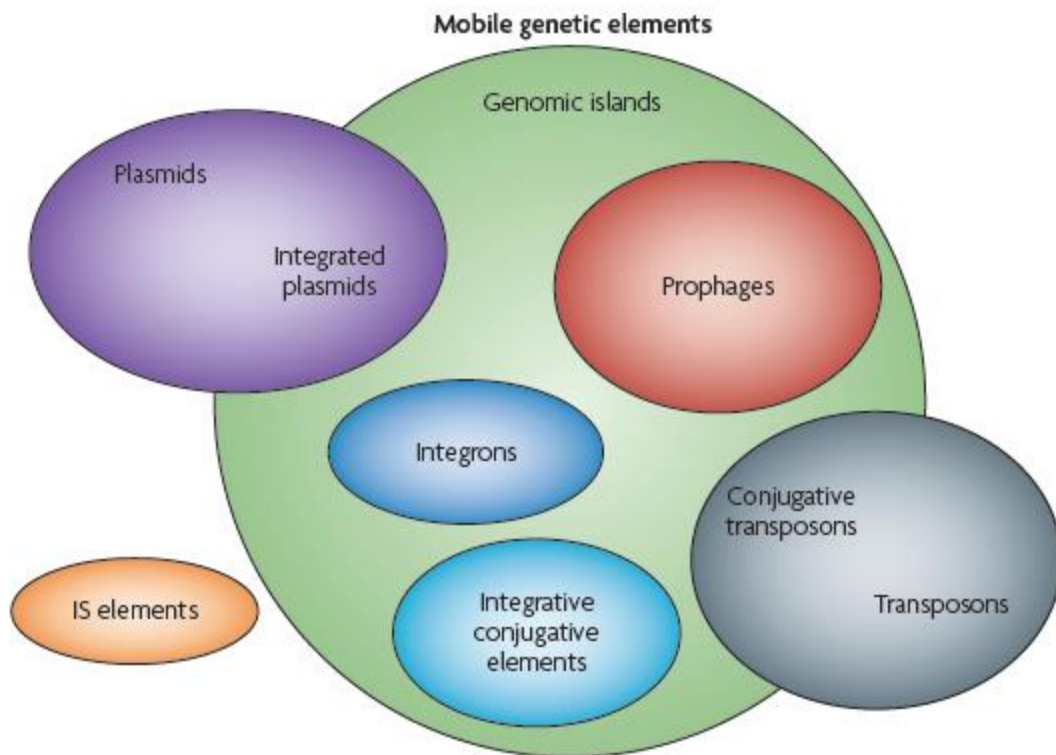 Mobile genetic elements
Genomic islands
Plasmids
Integrated
plasmids
Prophages
Integrons
Conjugative
transposons
Transposons
IS elements
Integrative
conjugative
elements